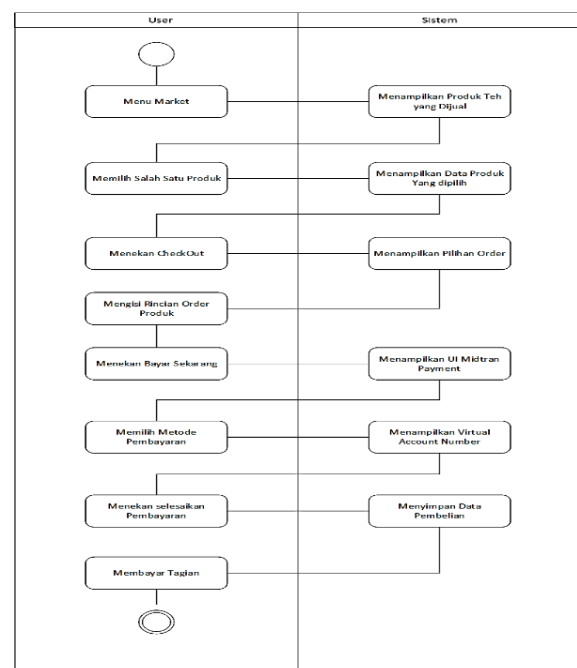 User
Sistem
Menu Market
Menampilkan Produk Teh
yang Dijual
Memilih Salah Satu Produk
Menampilkan Data Produk
Yang dipilih
Menekan CheckOut
Menampilkan Pilihan Order
Mengisi Rincian Order
Produk
Menekan Bayar Sekarang
Menampilkan UI Midtran
Payment
Memilih Metode
Pembayaran
Menampilkan Virtual
Account Number
Menekan selesaikan
Pembayaran
Menyimpan Data
Pembelian
Membayar Tagian